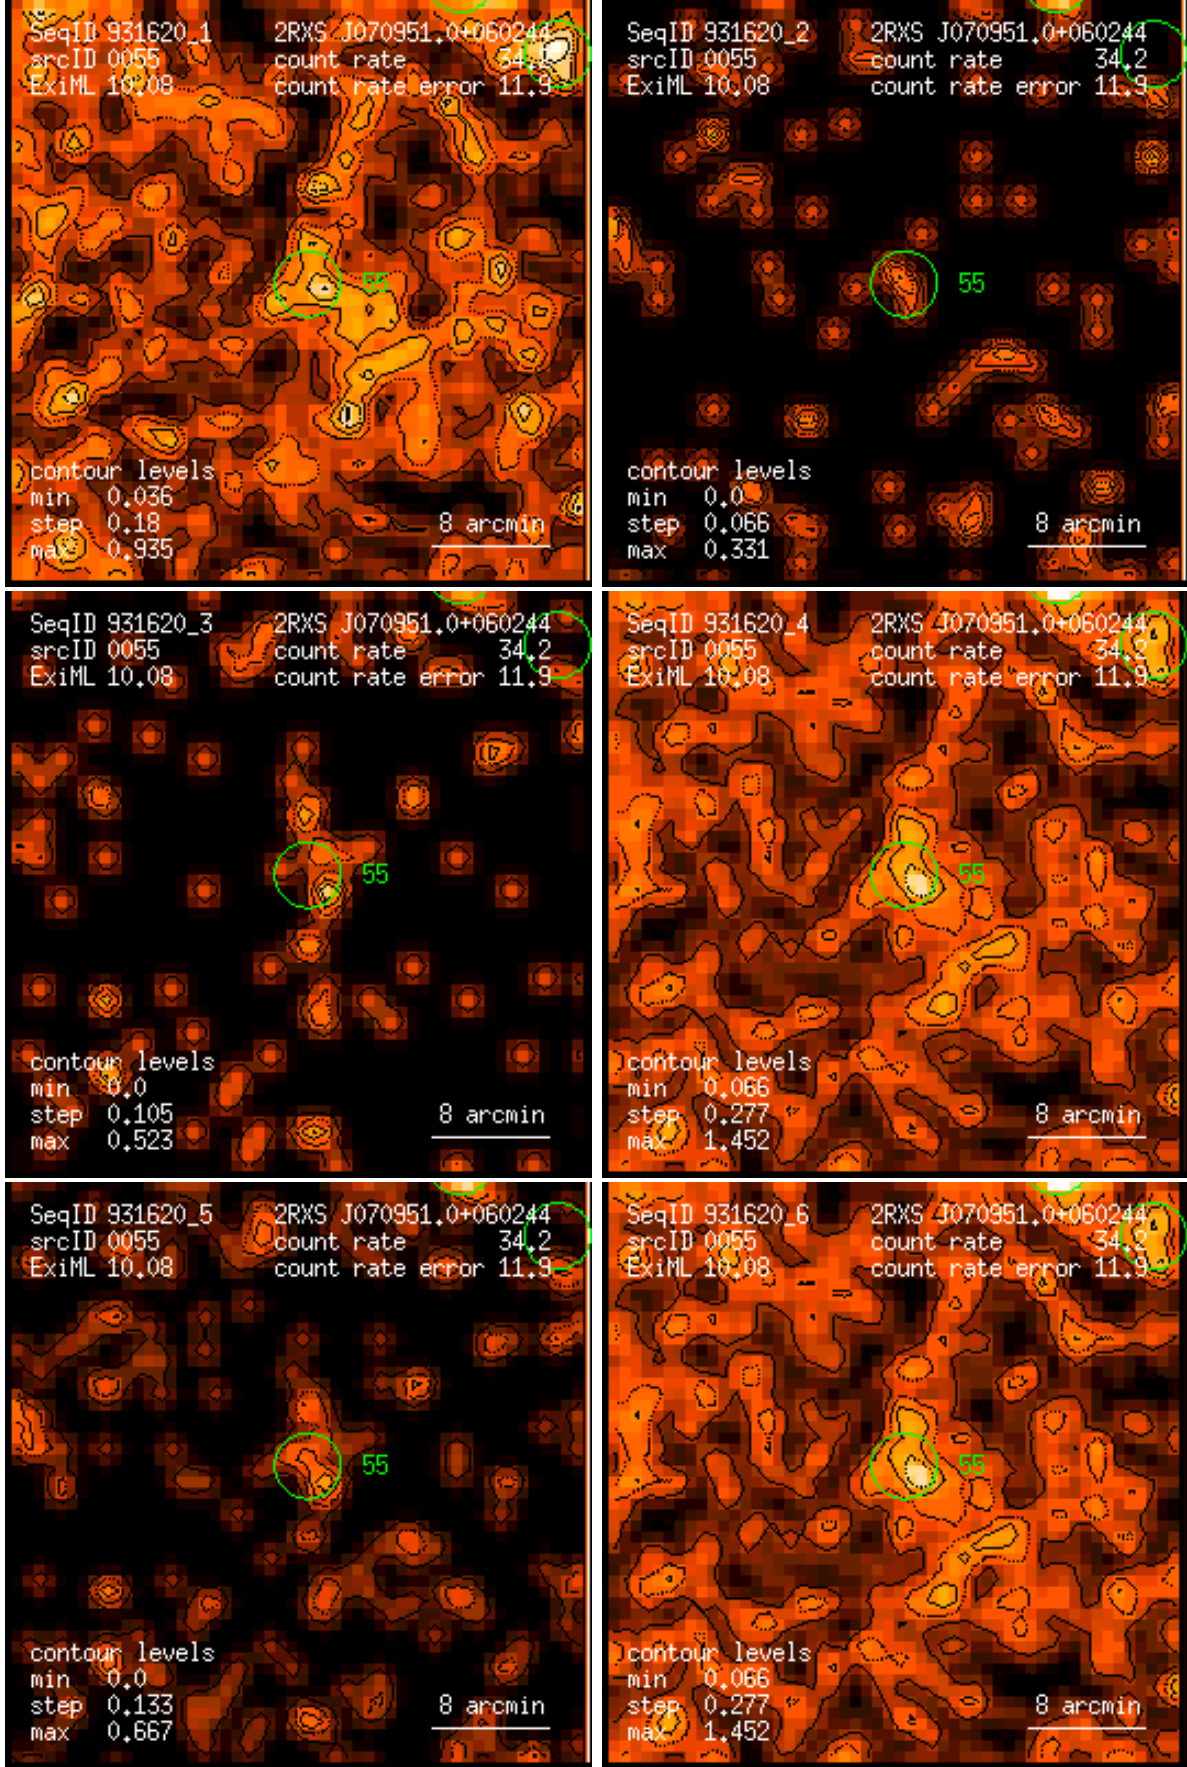 SeqID 931620_1 2RXS J070951.0+060244
srcID 0055 count rate 34.2
ExiML 10.08 count rate error 11.9
55
contour levels
min 0.036
step 0.18
max 0.935
8 arcmin
SeqID 931620_2 2RXS J070951.0+060244
srcID 0055 count rate 34.2
ExiML 10.08 count rate error 11.9
55
contour levels
min 0.0
step 0.066
max 0.331
8 arcmin
SeqID 931620_3 2RXS J070951.0+060244
srcID 0055 count rate 34.2
ExiML 10.08 count rate error 11.9
55
contour levels
min 0.0
step 0.105
max 0.523
8 arcmin
SeqID 931620_4 2RXS J070951.0+060244
srcID 0055 count rate 34.2
ExiML 10.08 count rate error 11.9
55
contour levels
min 0.066
step 0.277
max 1.452
8 arcmin
SeqID 931620_5 2RXS J070951.0+060244
srcID 0055 count rate 34.2
ExiML 10.08 count rate error 11.9
55
contour levels
min 0.0
step 0.133
max 0.667
8 arcmin
SeqID 931620_6 2RXS J070951.0+060244
srcID 0055 count rate 34.2
ExiML 10.08 count rate error 11.9
55
contour levels
min 0.066
step 0.277
max 1.452
8 arcmin